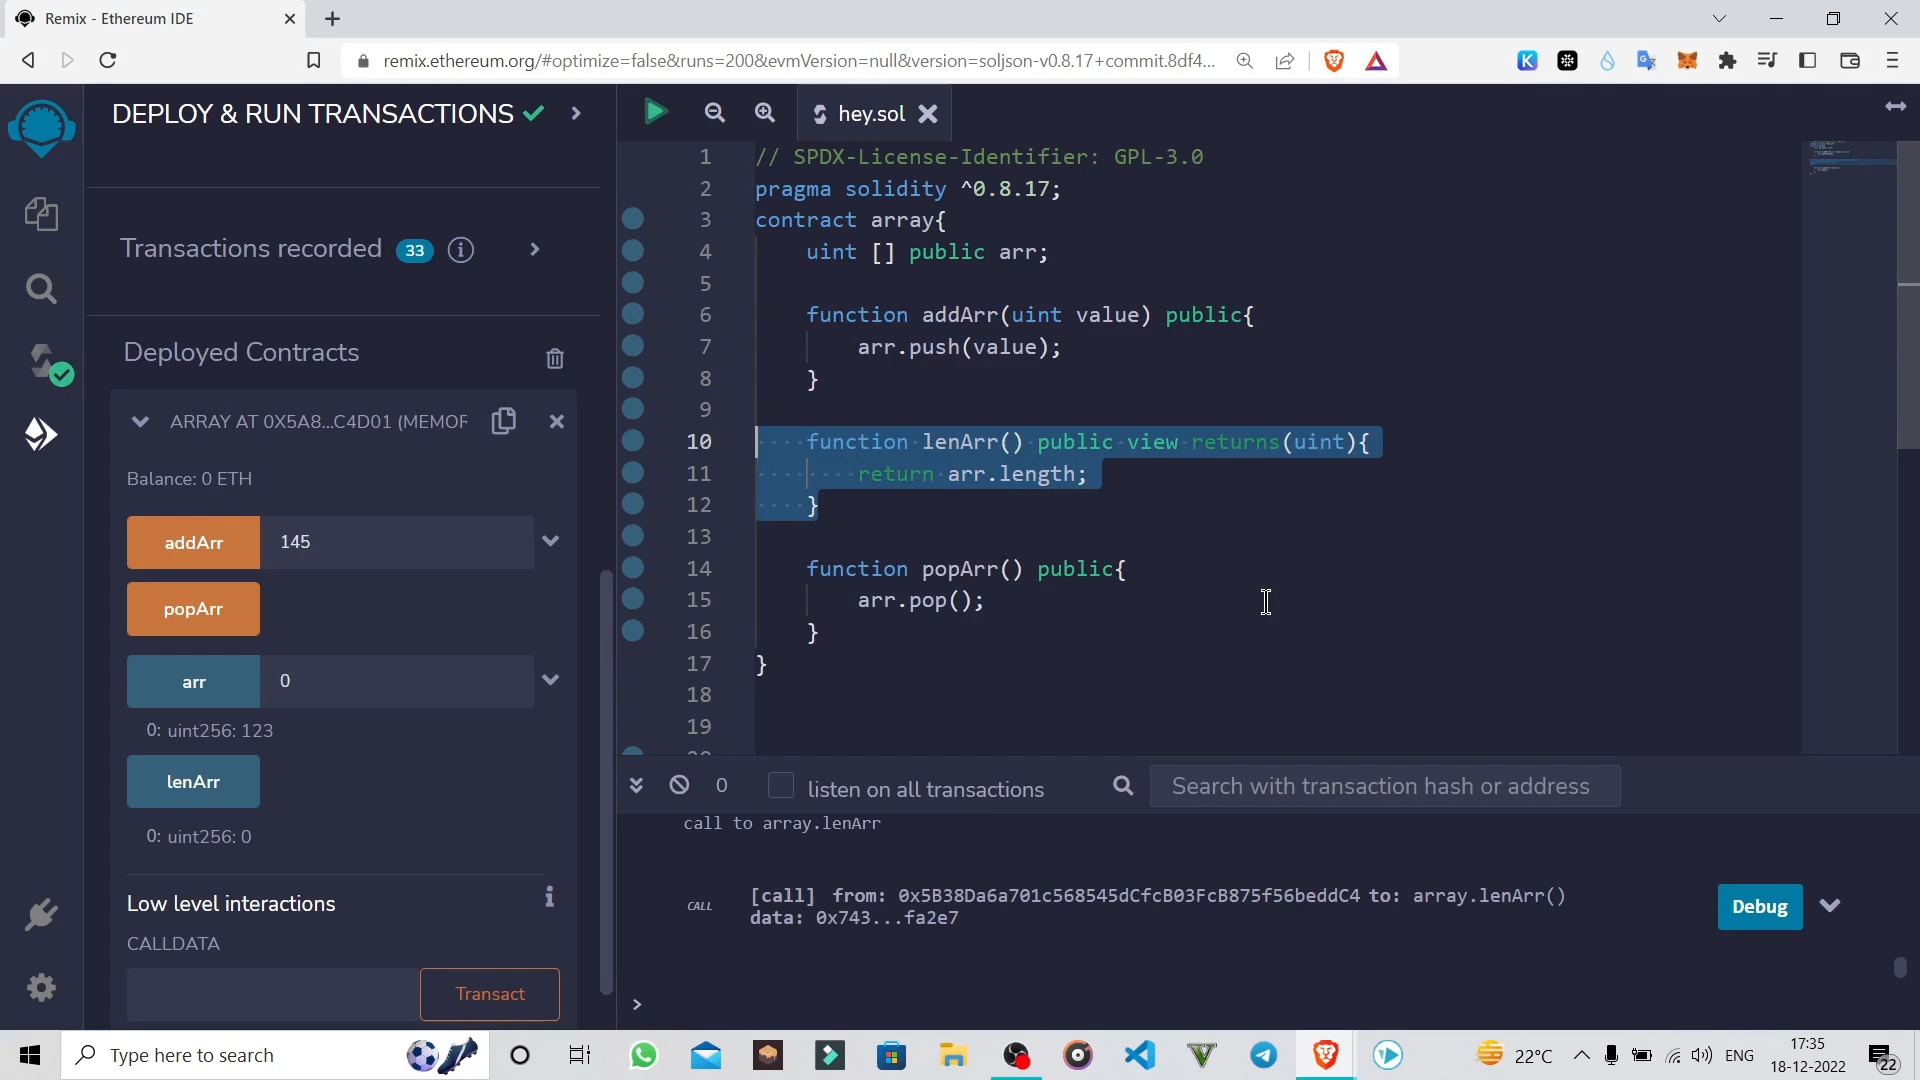 Remix - Ethereum IDE
remix.ethereum.org/#optimize=false&runs=200&evmVersion=null&version=soljson-v0.8.17+commit.8df4...
DEPLOY & RUN TRANSACTIONS
Transactions recorded 33
Deployed Contracts
ARRAY AT 0X5A8...C4D01 (MEMOR
Balance: 0 ETH
addArr 145
popArr
arr 0
0: uint256: 123
lenArr
0: uint256: 0
Low level interactions
CALLDATA
Transact
hey.sol
1 // SPDX-License-Identifier: GPL-3.0
2 pragma solidity ^0.8.17;
3 contract array{
4 uint [] public arr;
5
6 function addArr(uint value) public{
7 arr.push(value);
8 }
9
10 function lenArr() public view returns(uint){
11 return arr.length;
12 }
13
14 function popArr() public{
15 arr.pop();
16 }
17 }
18
19
20
0 listen on all transactions Search with transaction hash or address
call to array.lenArr
CALL [call] from: 0x5B38Da6a701c568545dCfcB03FcB875f56beddC4 to: array.lenArr()
data: 0x743...fa2e7
Debug
>
Type here to search
22°C
ENG
17:35
18-12-2022
22